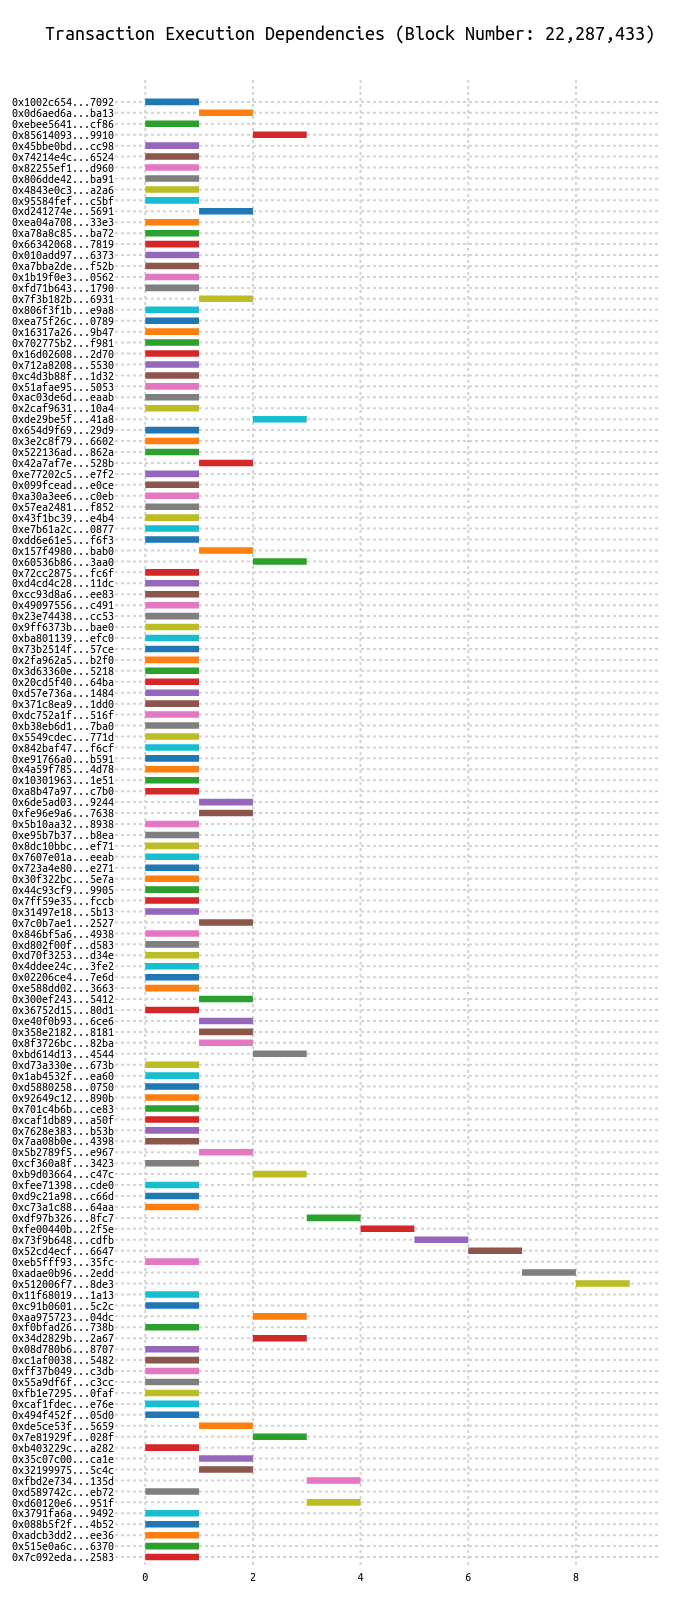 Transaction Execution Dependencies (Block Number: 22,287,433)
0x1002c654...7092
0x0d6aed6a...ba13
0xebee5641...cf86
0x85614093...9910
0x45bbe0bd...cc98
0x74214e4c...6524
0x82255ef1...d960
0x806dde42...ba91
0x4843e0c3...a2a6
0x95584fef...c5bf
0xd241274e...5691
0xea04a708...33e3
0xa78a8c85...ba72
0x66342068...7819
0x010add97...6373
0xa7bba2de...f52b
0x1b19f0e3...0562
0xfd71b643...1790
0x7f3b182b...6931
0x806f3f1b...e9a8
0xea75f26c...0789
0x16317a26...9b47
0x702775b2...f981
0x16d02608...2d70
0x712a8208...5530
0xc4d3b88f...1d32
0x51afae95...5053
0xac03de6d...eaab
0x2caf9631...10a4
0xde29be5f...41a8
0x654d9f69...29d9
0x3e2c8f79...6602
0x522136ad...862a
0x42a7af7e...528b
0xe77202c5...e7f2
0x099fcead...e0ce
0xa30a3ee6...c0eb
0x57ea2481...f852
0x43f1bc39...e4b4
0xe7b61a2c...0877
0xdd6e61e5...f6f3
0x157f4980...bab0
0x60536b86...3aa0
0x72cc2875...fc6f
0xd4cd4c28...11dc
0xcc93d8a6...ee83
0x49097556...c491
0x23e74438...cc53
0x9ff6373b...bae0
0xba801139...efc0
0x73b2514f...57ce
0x2fa962a5...b2f0
0x3d63360e...5218
0x20cd5f40...64ba
0xd57e736a...1484
0x371c8ea9...1dd0
0xdc752a1f...516f
0xb38eb6d1...7ba0
0x5549cdec...771d
0x842baf47...f6cf
0xe91766a0...b591
0x4a59f785...4d78
0x10301963...1e51
0xa8b47a97...c7b0
0x6de5ad03...9244
0xfe96e9a6...7638
0x5b10aa32...8938
0xe95b7b37...b8ea
0x8dc10bbc...ef71
0x7607e01a...eeab
0x723a4e80...e271
0x30f322bc...5e7a
0x44c93cf9...9905
0x7ff59e35...fccb
0x31497e18...5b13
0x7c0b7ae1...2527
0x846bf5a6...4938
0xd802f00f...d583
0xd70f3253...d34e
0x4ddee24c...3fe2
0x02206ce4...7e6d
0xe588dd02...3663
0x300ef243...5412
0x36752d15...80d1
0xe40f0b93...6ce6
0x358e2182...8181
0x8f3726bc...82ba
0xbd614d13...4544
0xd73a330e...673b
0x1ab4532f...ea60
0xd5880258...0750
0x92649c12...890b
0x701c4b6b...ce83
0xcaf1db89...a50f
0x7628e383...b53b
0x7aa08b0e...4398
0x5b2789f5...e967
0xcf360a8f...3423
0xb9d03664...c47c
0xfee71398...cde0
0xd9c21a98...c66d
0xc73a1c88...64aa
0xdf97b326...8fc7
0xfe00440b...2f5e
0x73f9b648...cdfb
0x52cd4ecf...6647
0xeb5fff93...35fc
0xadae0b96...2edd
0x512006f7...8de3
0x11f68019...1a13
0xc91b0601...5c2c
0xaa975723...04dc
0xf0bfad26...738b
0x34d2829b...2a67
0x08d780b6...8707
0xc1af0038...5482
0xff37b049...c3db
0x55a9df6f...c3cc
0xfb1e7295...0faf
0xcaf1fdec...e76e
0x494f452f...05d0
0xde5ce53f...5659
0x7e81929f...028f
0xb403229c...a282
0x35c07c00...ca1e
0x32199975...5c4c
0xfbd2e734...135d
0xd589742c...eb72
0xd60120e6...951f
0x3791fa6a...9492
0x088b5f2f...4b52
0xadcb3dd2...ee36
0x515e0a6c...6370
0x7c092eda...2583
0 2 4 6 8